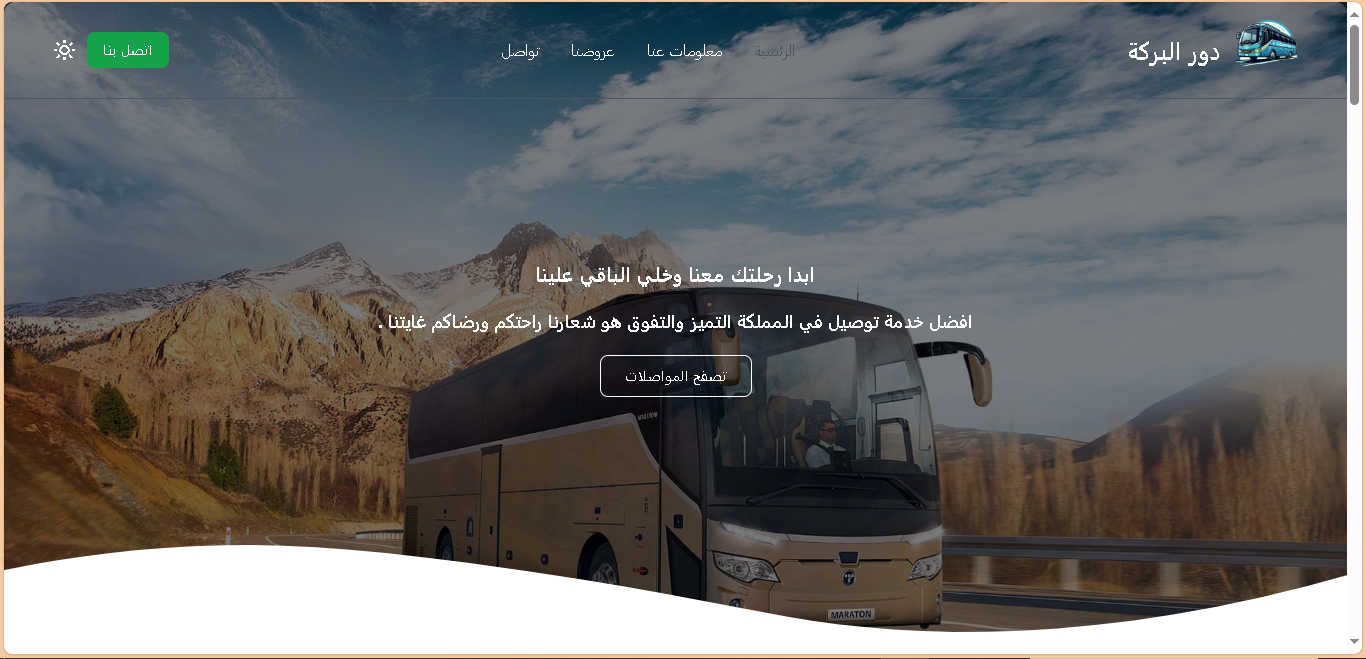 دور البركة
الرئسية
معلومات عنا
عروضنا
تواصل
اتصل بنا
ابدا رحلتك معنا وخلي الباقي علينا
افضل خدمة توصيل في المملكة التميز والتفوق هو شعارنا راحتكم ورضاكم غايتنا .
تصفح المواصلات
MARATON